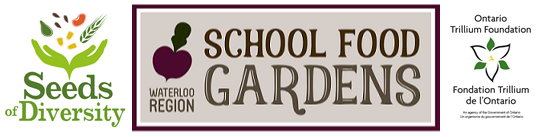 Seeds
of Diversity
WATERLOO
REGION
SCHOOL FOOD
GARDENS
Ontario
Trillium Foundation
Fondation Trillium
de l'Ontario
An agency of the Government of Ontario
Un organisme du gouvernement de l'Ontario